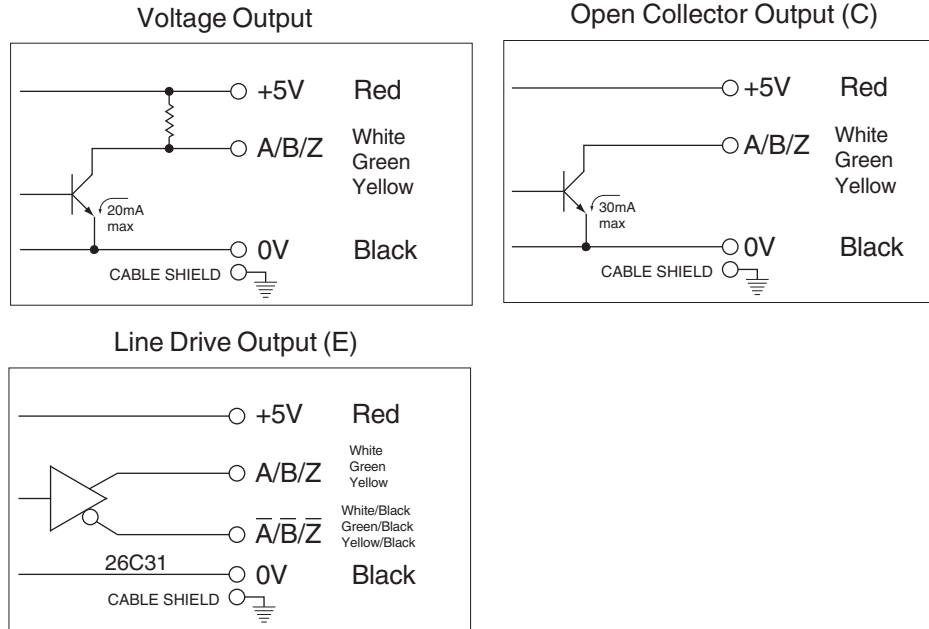 Voltage Output
+5V Red
A/B/Z White
Green
Yellow
20mA
max
0V Black
CABLE SHIELD
Open Collector Output (C)
+5V Red
A/B/Z White
Green
Yellow
30mA
max
0V Black
CABLE SHIELD
Line Drive Output (E)
+5V Red
A/B/Z White
Green
Yellow
A̅/B̅/Z̅ White/Black
Green/Black
Yellow/Black
26C31
0V Black
CABLE SHIELD